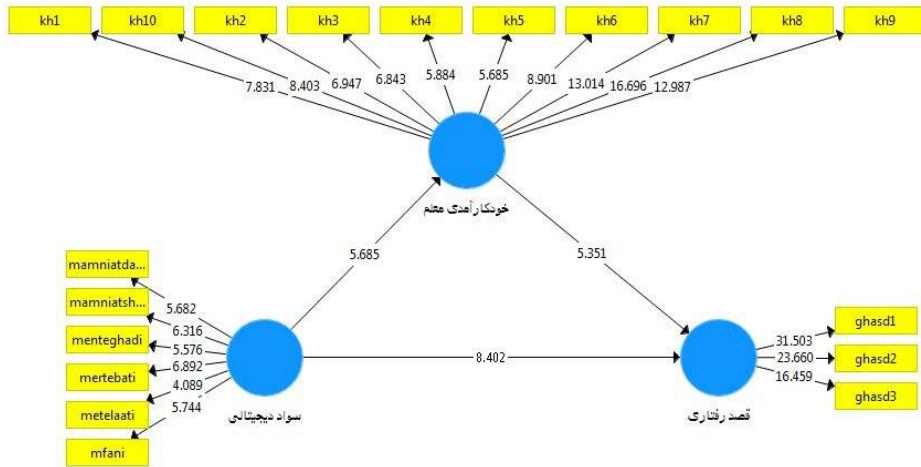 kh1 kh10 kh2 kh3 kh4 kh5 kh6 kh7 kh8 kh9
7.831 8.403 6.947 6.843 5.884 5.685 8.901 13.014 16.696 12.987
خودکارآمدی معلم
5.685 5.351
mamniatda...
mamniatsh...
menteghadi
mertebati
metelaati
mfani
5.682
6.316
5.576
6.892
4.089
5.744
سواد دیجیتالی
8.402
قصد رفتاری
31.503
23.660
16.459
ghasd1
ghasd2
ghasd3